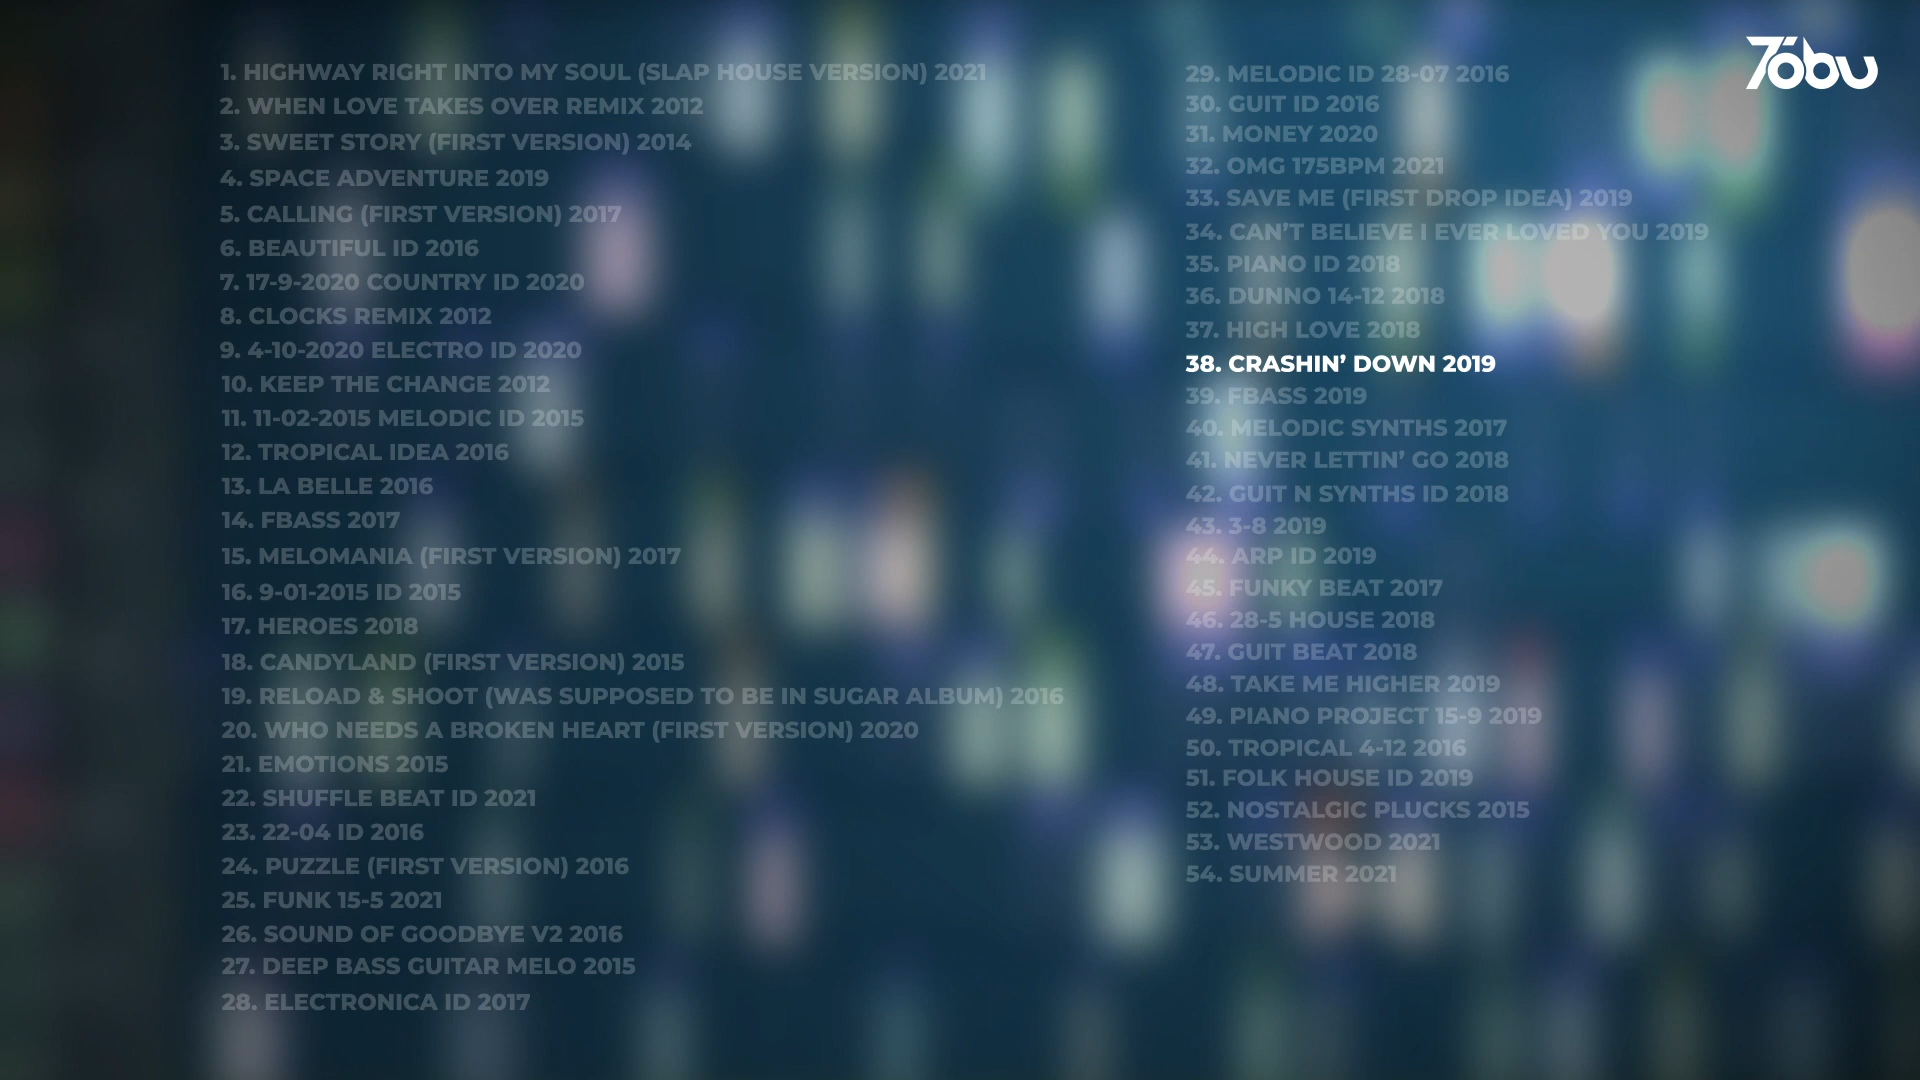 1. HIGHWAY RIGHT INTO MY SOUL (SLAP HOUSE VERSION) 2021
2. WHEN LOVE TAKES OVER REMIX 2012
3. SWEET STORY (FIRST VERSION) 2014
4. SPACE ADVENTURE 2019
5. CALLING (FIRST VERSION) 2017
6. BEAUTIFUL ID 2016
7. 17-9-2020 COUNTRY ID 2020
8. CLOCKS REMIX 2012
9. 4-10-2020 ELECTRO ID 2020
10. KEEP THE CHANGE 2012
11. 11-02-2015 MELODIC ID 2015
12. TROPICAL IDEA 2016
13. LA BELLE 2016
14. FBASS 2017
15. MELOMANIA (FIRST VERSION) 2017
16. 9-01-2015 ID 2015
17. HEROES 2018
18. CANDYLAND (FIRST VERSION) 2015
19. RELOAD & SHOOT (WAS SUPPOSED TO BE IN SUGAR ALBUM) 2016
20. WHO NEEDS A BROKEN HEART (FIRST VERSION) 2020
21. EMOTIONS 2015
22. SHUFFLE BEAT ID 2021
23. 22-04 ID 2016
24. PUZZLE (FIRST VERSION) 2016
25. FUNK 15-5 2021
26. SOUND OF GOODBYE V2 2016
27. DEEP BASS GUITAR MELO 2015
28. ELECTRONICA ID 2017
29. MELODIC ID 28-07 2016
30. GUIT ID 2016
31. MONEY 2020
32. OMG 175BPM 2021
33. SAVE ME (FIRST DROP IDEA) 2019
34. CAN’T BELIEVE I EVER LOVED YOU 2019
35. PIANO ID 2018
36. DUNNO 14-12 2018
37. HIGH LOVE 2018
38. CRASHIN’ DOWN 2019
39. FBASS 2019
40. MELODIC SYNTHS 2017
41. NEVER LETTIN’ GO 2018
42. GUIT N SYNTHS ID 2018
43. 3-8 2019
44. ARP ID 2019
45. FUNKY BEAT 2017
46. 28-5 HOUSE 2018
47. GUIT BEAT 2018
48. TAKE ME HIGHER 2019
49. PIANO PROJECT 15-9 2019
50. TROPICAL 4-12 2016
51. FOLK HOUSE ID 2019
52. NOSTALGIC PLUCKS 2015
53. WESTWOOD 2021
54. SUMMER 2021
Tobu